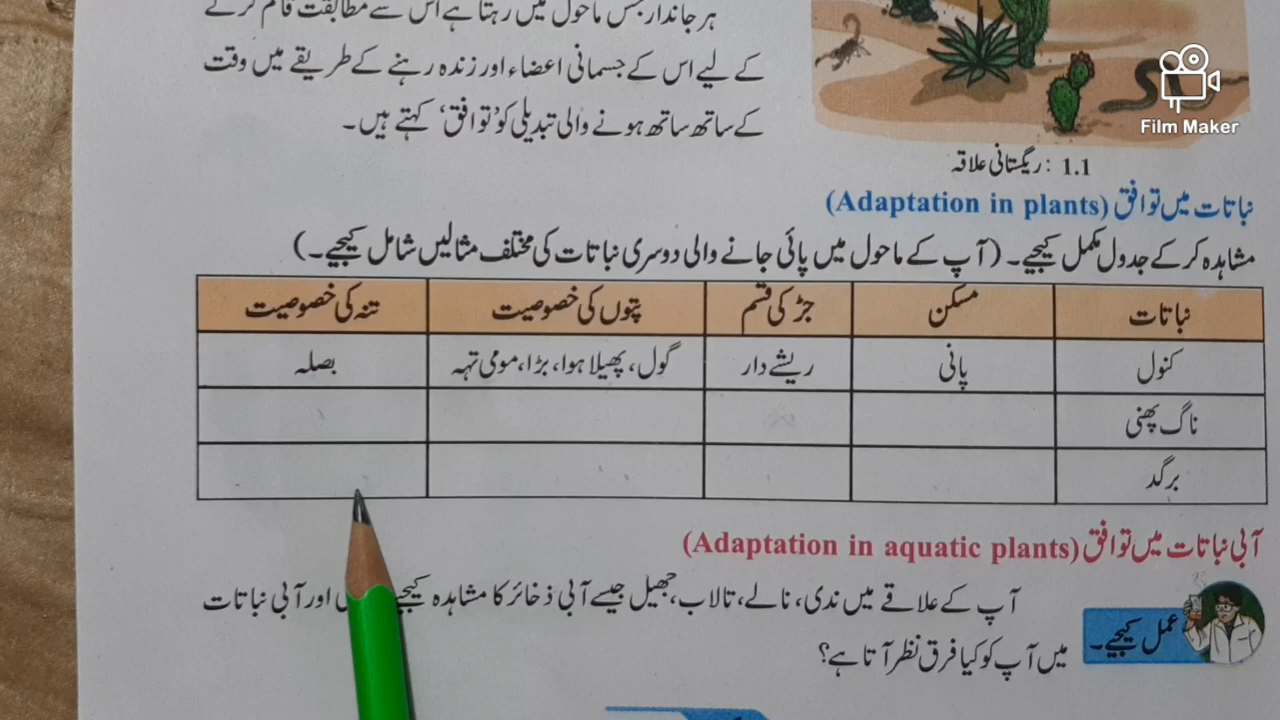 ہر جاندار جس ماحول میں رہتا ہے اس سے مطابقت قائم کرنے
کے لیے اس کے جسمانی اعضاء اور زندہ رہنے کے طریقے میں وقت
کے ساتھ ساتھ ہونے والی تبدیلی کو 'توافق' کہتے ہیں۔
Film Maker
1.1 : ریگستانی علاقہ
نباتات میں توافق (Adaptation in plants)
مشاہدہ کر کے جدول مکمل کیجیے۔ (آپ کے ماحول میں پائی جانے والی دوسری نباتات کی مختلف مثالیں شامل کیجیے۔)
نباتات مسکن جڑ کی قسم پتوں کی خصوصیت تنہ کی خصوصیت
کنول پانی ریشے دار گول، پھیلا ہوا، بڑا، مومی تہہ بصلہ
ناگ پھنی
برگد
آبی نباتات میں توافق (Adaptation in aquatic plants)
عمل کیجیے۔
آپ کے علاقے میں ندی، نالے، تالاب، جھیل جیسے آبی ذخائر کا مشاہدہ کیجیے اور آبی نباتات
میں آپ کو کیا فرق نظر آتا ہے؟